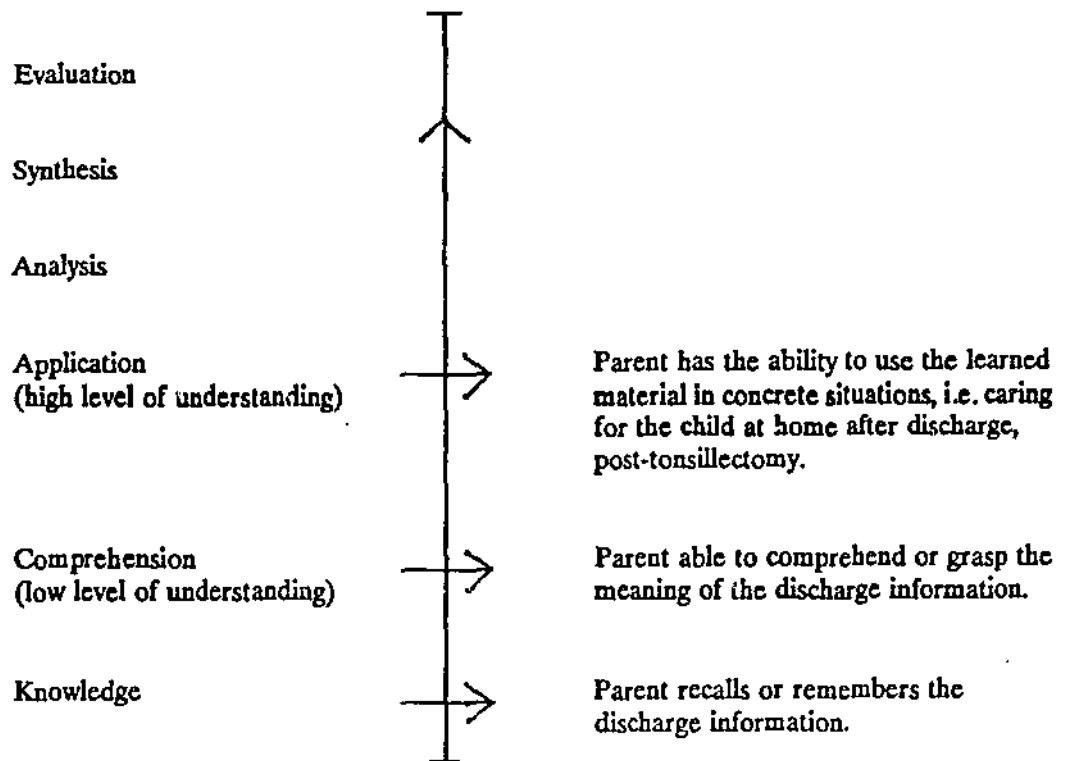 Evaluation
Synthesis
Analysis
Application
(high level of understanding)
Parent has the ability to use the learned
material in concrete situations, i.e. caring
for the child at home after discharge,
post-tonsillectomy.
Comprehension
(low level of understanding)
Parent able to comprehend or grasp the
meaning of the discharge information.
Knowledge
Parent recalls or remembers the
discharge information.